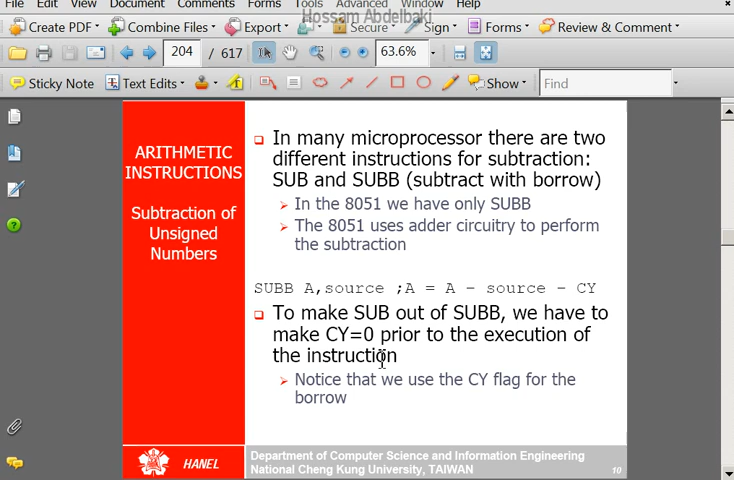 File Edit View Document Comments Forms Tools Advanced Window Help
Hossam Abdelbaki
Create PDF Combine Files Export Secure Sign Forms Review & Comment
204 / 617 63.6% 
Sticky Note Text Edits Show Find
ARITHMETIC
INSTRUCTIONS
Subtraction of
Unsigned
Numbers
In many microprocessor there are two
different instructions for subtraction:
SUB and SUBB (subtract with borrow)
In the 8051 we have only SUBB
The 8051 uses adder circuitry to perform
the subtraction
SUBB A,source ;A = A – source – CY
To make SUB out of SUBB, we have to
make CY=0 prior to the execution of
the instruction
Notice that we use the CY flag for the
borrow
HANEL
Department of Computer Science and Information Engineering
National Cheng Kung University, TAIWAN
10